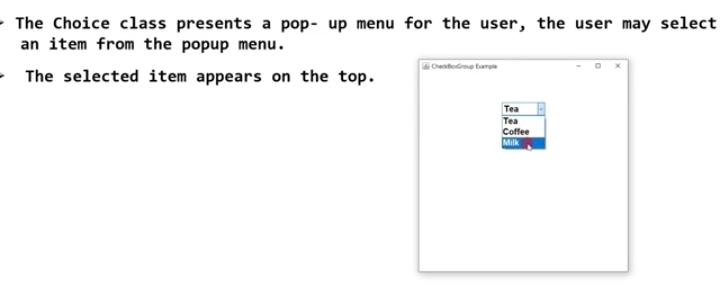 The Choice class presents a pop- up menu for the user, the user may select
an item from the popup menu.
The selected item appears on the top.
CheckBoxGroup Example
Tea
Tea
Coffee
Milk